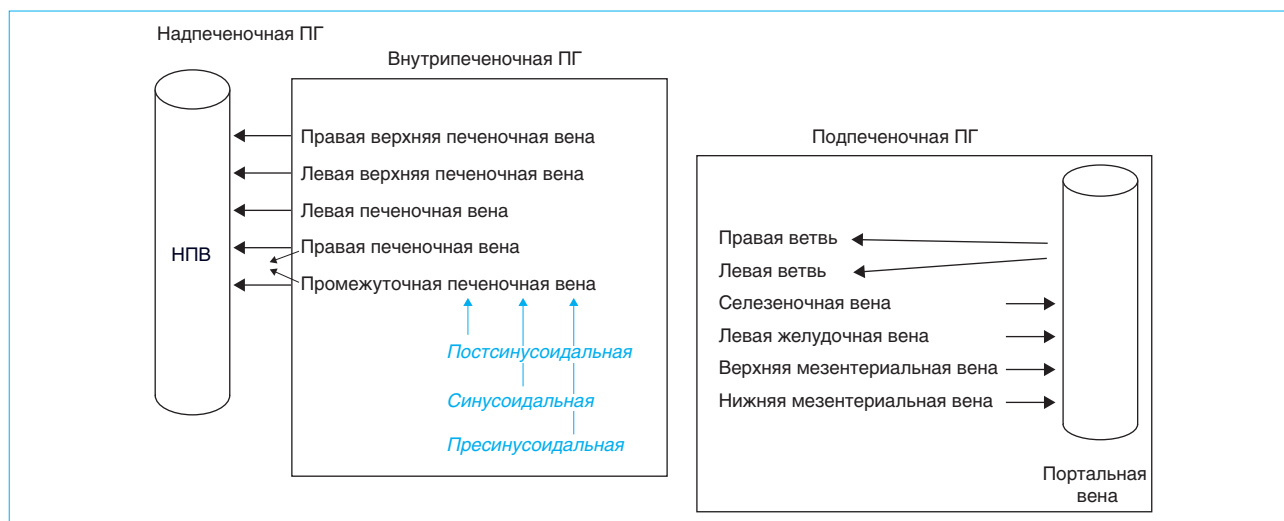 Надпеченочная ПГ
Внутрипеченочная ПГ
НПВ
Правая верхняя печеночная вена
Левая верхняя печеночная вена
Левая печеночная вена
Правая печеночная вена
Промежуточная печеночная вена
Постсинусоидальная
Синусоидальная
Пресинусоидальная
Подпеченочная ПГ
Правая ветвь
Левая ветвь
Селезеночная вена
Левая желудочная вена
Верхняя мезентериальная вена
Нижняя мезентериальная вена
Портальная
вена